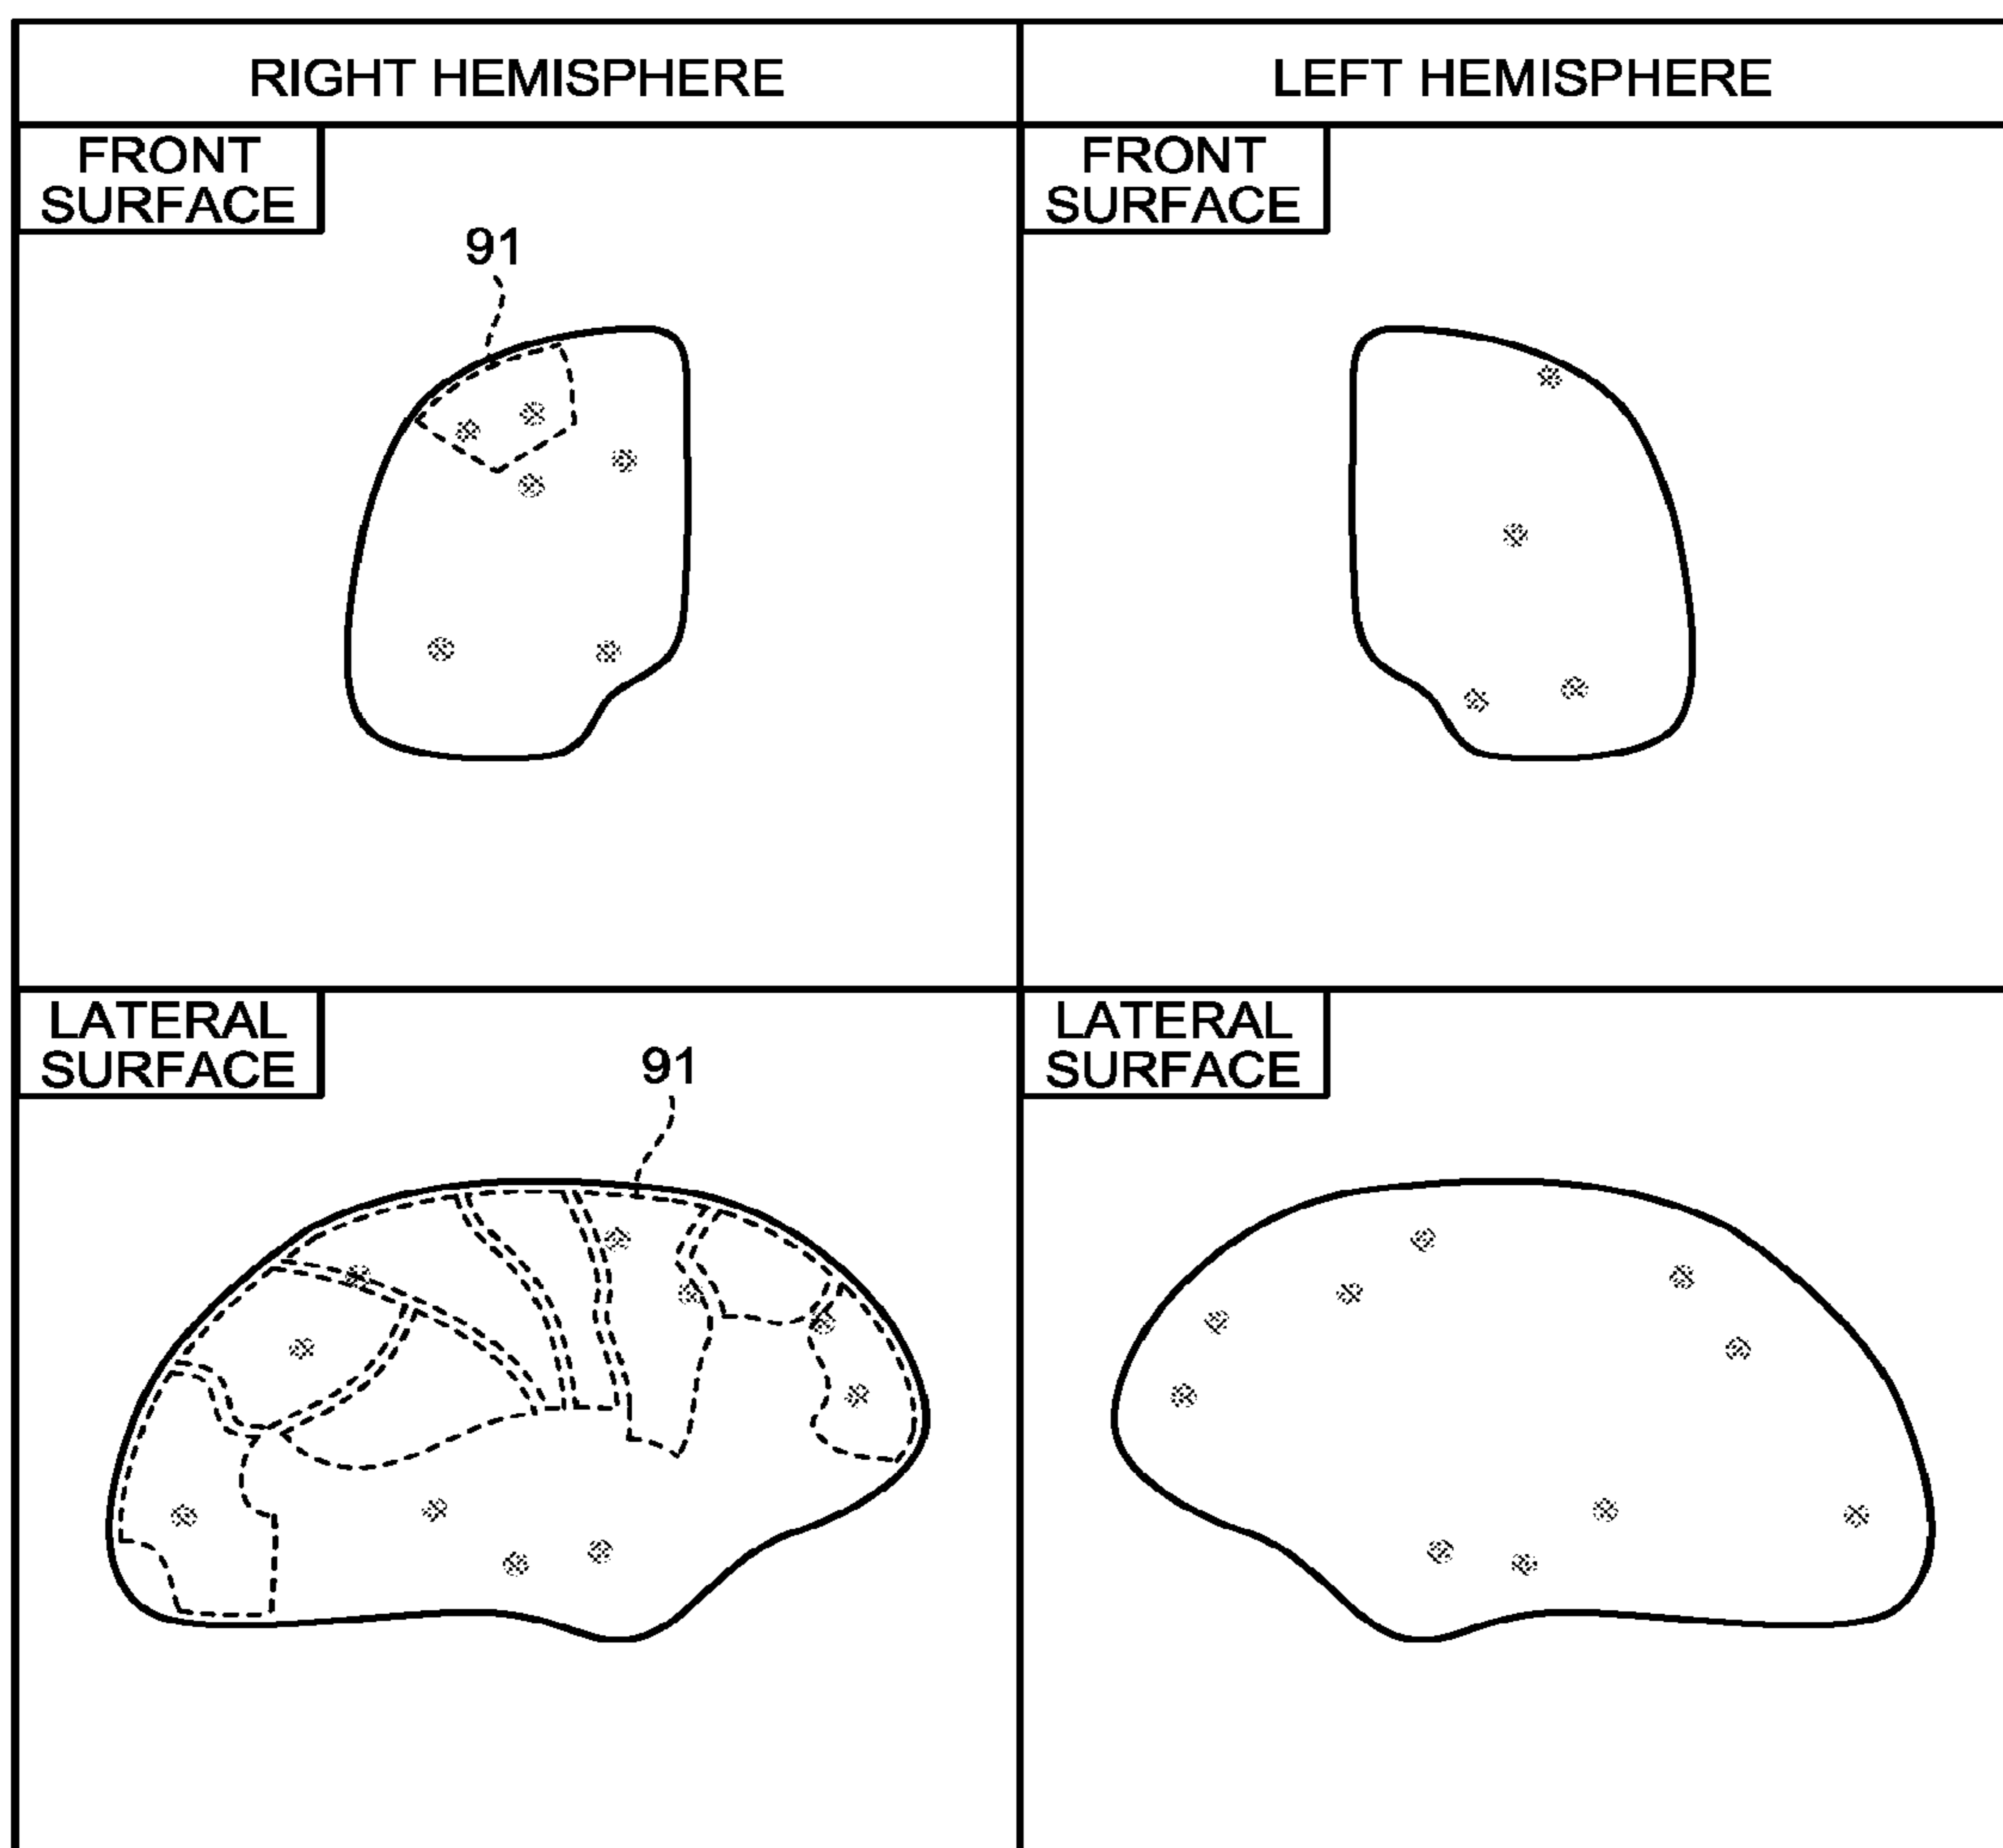 RIGHT HEMISPHERE
LEFT HEMISPHERE
FRONT
SURFACE
91
FRONT
SURFACE
LATERAL
SURFACE
91
LATERAL
SURFACE